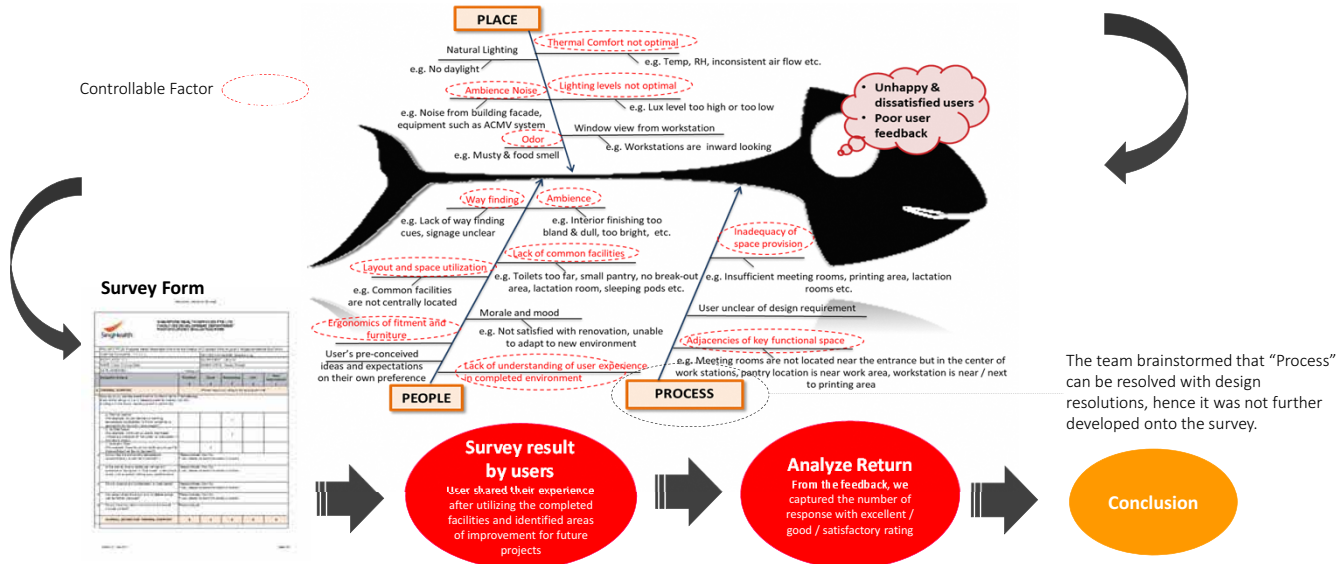 PLACE
Natural Lighting
e.g. No daylight
Thermal Comfort not optimal
e.g. Temp, RH, inconsistent air flow etc.
Controllable Factor
Ambience Noise
e.g. Noise from building facade,
equipment such as ACMV system
Lighting levels not optimal
e.g. Lux level too high or too low
• Unhappy &
dissatisfied users
• Poor user
feedback
Odor
e.g. Musty & food smell
Window view from workstation
e.g. Workstations are inward looking
Way finding
e.g. Lack of way finding
cues, signage unclear
Ambience
e.g. Interior finishing too
bland & dull, too bright, etc.
Inadequacy of
space provision
e.g. Insufficient meeting rooms, printing area, lactation
rooms etc.
Layout and space utilization
e.g. Common facilities
are not centrally located
Lack of common facilities
e.g. Toilets too far, small pantry, no break-out
area, lactation room, sleeping pods etc.
User unclear of design requirement
Ergonomics of fitment and
furniture
Morale and mood
e.g. Not satisfied with renovation, unable
to adapt to new environment
Adjacencies of key functional space
e.g. Meeting rooms are not located near the entrance but in the center of
work stations, pantry location is near work area, workstation is near / next
to printing area
User's pre-conceived
ideas and expectations
on their own preference
Lack of understanding of user experience
in completed environment
PEOPLE
PROCESS
The team brainstormed that “Process”
can be resolved with design
resolutions, hence it was not further
developed onto the survey.
Survey Form
SingHealth
Survey result
by users
User shared their experience
after utilizing the completed
facilities and identified areas
of improvement for future
projects
Analyze Return
From the feedback, we
captured the number of
response with excellent /
good / satisfactory rating
Conclusion